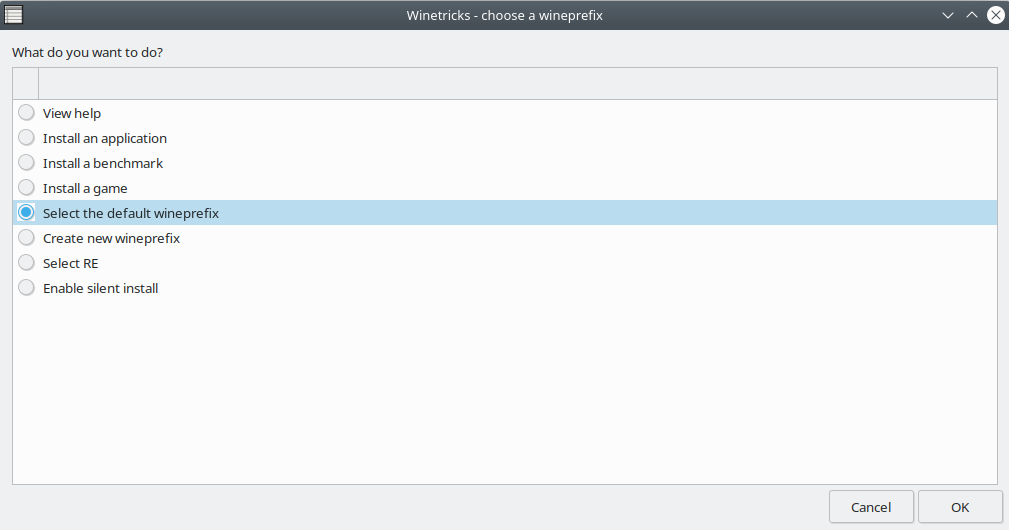 Winetricks - choose a wineprefix
What do you want to do?
View help
Install an application
Install a benchmark
Install a game
Select the default wineprefix
Create new wineprefix
Select RE
Enable silent install
Cancel OK